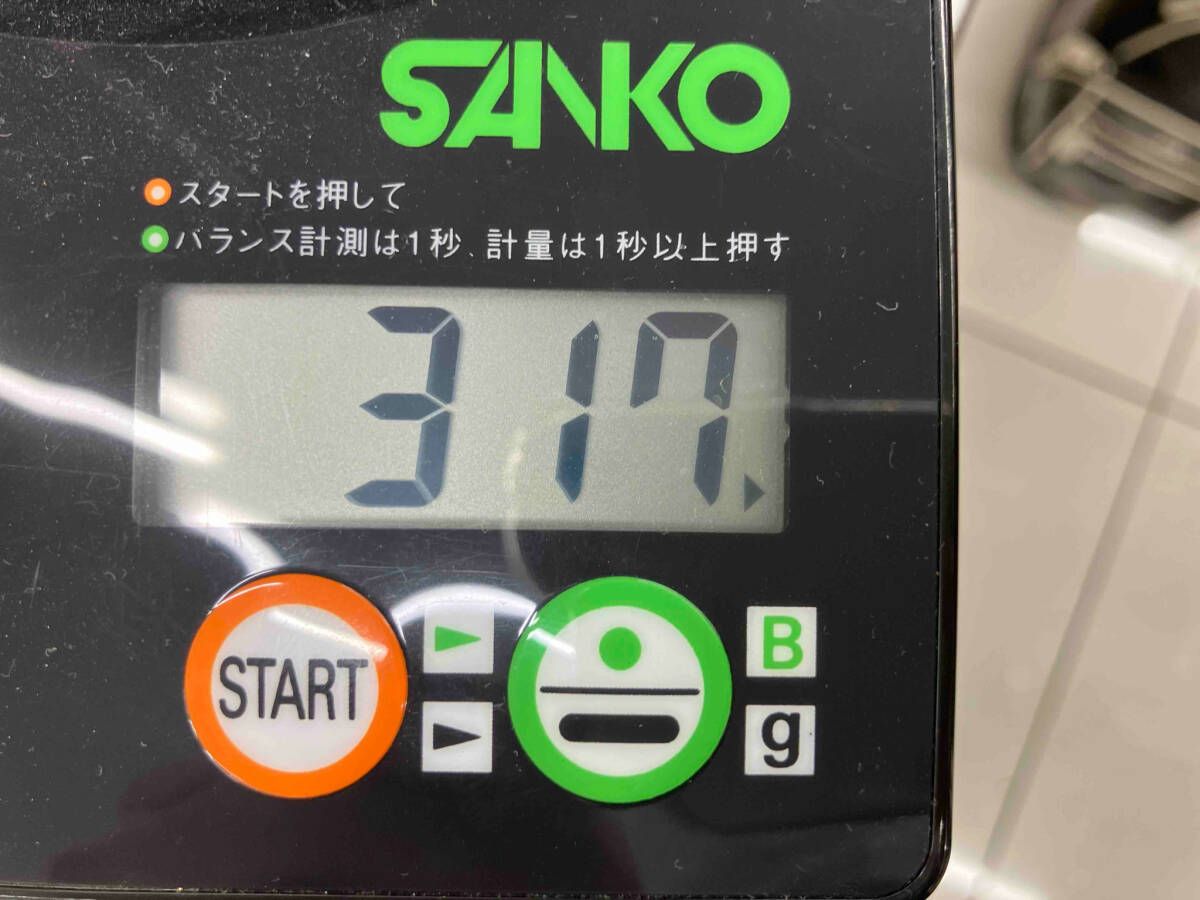 SANKO
スタートを押して
バランス計測は1秒、計量は1秒以上押す
317
START
B
g